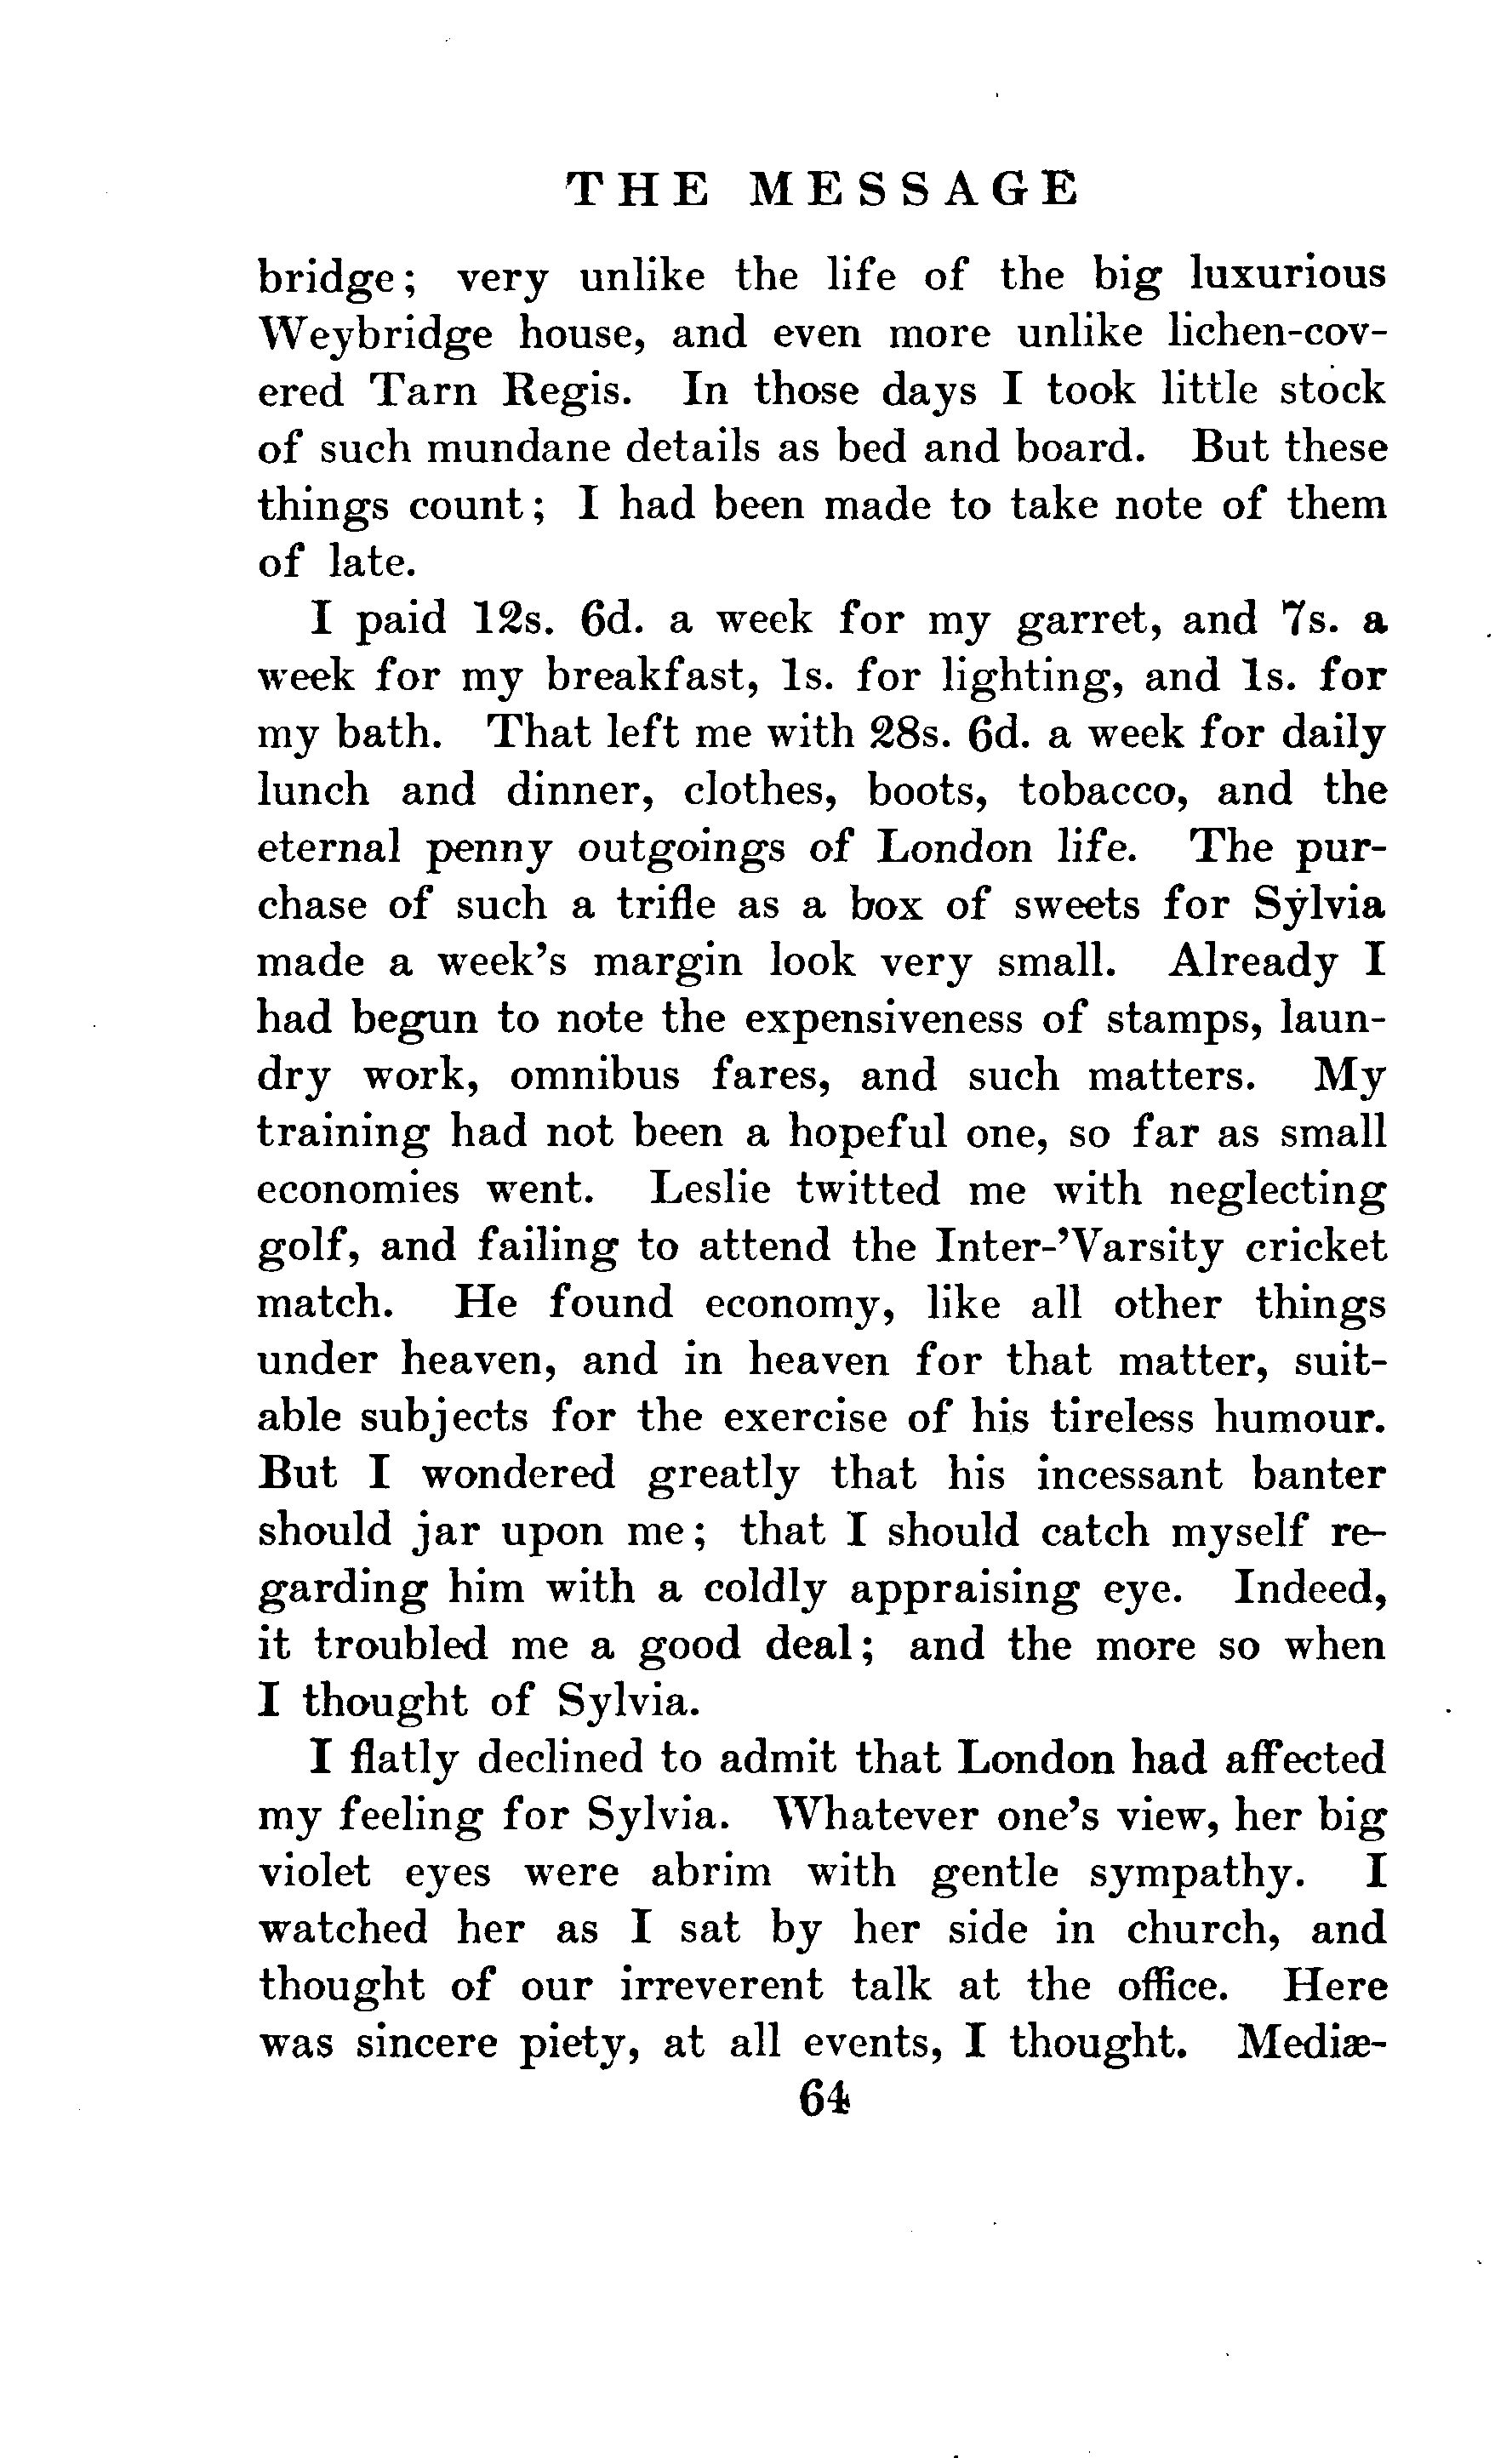 THE MESSAGE
bridge; very unlike the life of the big luxurious
Weybridge house, and even more unlike lichen-cov-
ered Tarn Regis. In those days I took little stock
of such mundane details as bed and board. But these
things count; I had been made to take note of them
of late.
I paid 12s. 6d. a week for my garret, and 7s. a
week for my breakfast, 1s. for lighting, and 1s. for
my bath. That left me with 28s. 6d. a week for daily
lunch and dinner, clothes, boots, tobacco, and the
eternal penny outgoings of London life. The pur-
chase of such a trifle as a box of sweets for Sylvia
made a week's margin look very small. Already I
had begun to note the expensiveness of stamps, laun-
dry work, omnibus fares, and such matters. My
training had not been a hopeful one, so far as small
economies went. Leslie twitted me with neglecting
golf, and failing to attend the Inter-'Varsity cricket
match. He found economy, like all other things
under heaven, and in heaven for that matter, suit-
able subjects for the exercise of his tireless humour.
But I wondered greatly that his incessant banter
should jar upon me; that I should catch myself re-
garding him with a coldly appraising eye. Indeed,
it troubled me a good deal; and the more so when
I thought of Sylvia.
I flatly declined to admit that London had affected
my feeling for Sylvia. Whatever one's view, her big
violet eyes were abrim with gentle sympathy. I
watched her as I sat by her side in church, and
thought of our irreverent talk at the office. Here
was sincere piety, at all events, I thought. Mediæ-
64